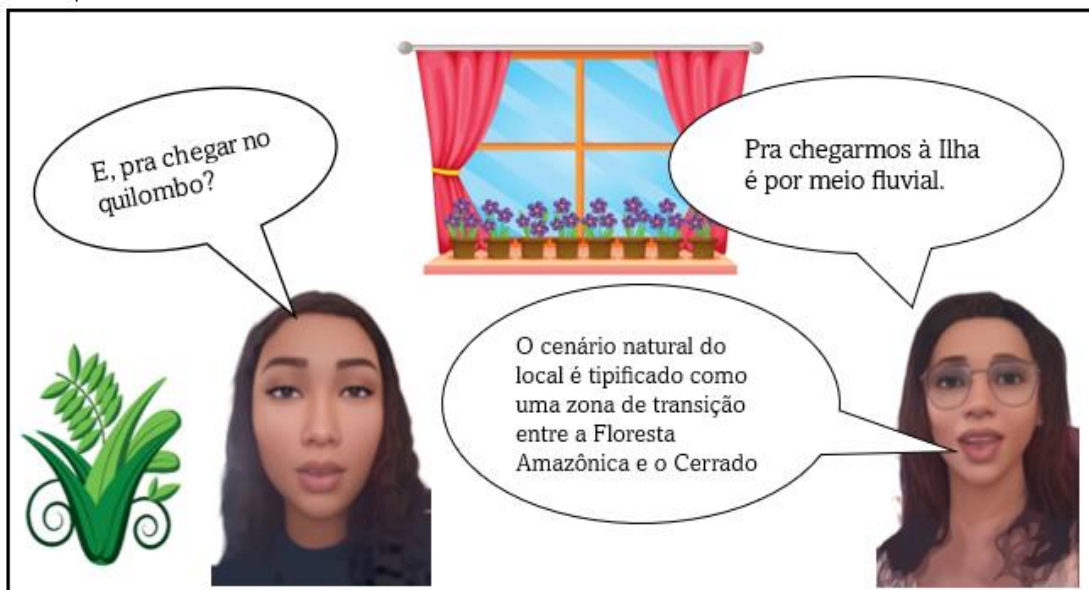 E, pra chegar no
quilombo?
Pra chegarmos à Ilha
é por meio fluvial.
O cenário natural do
local é tipificado como
uma zona de transição
entre a Floresta
Amazônica e o Cerrado